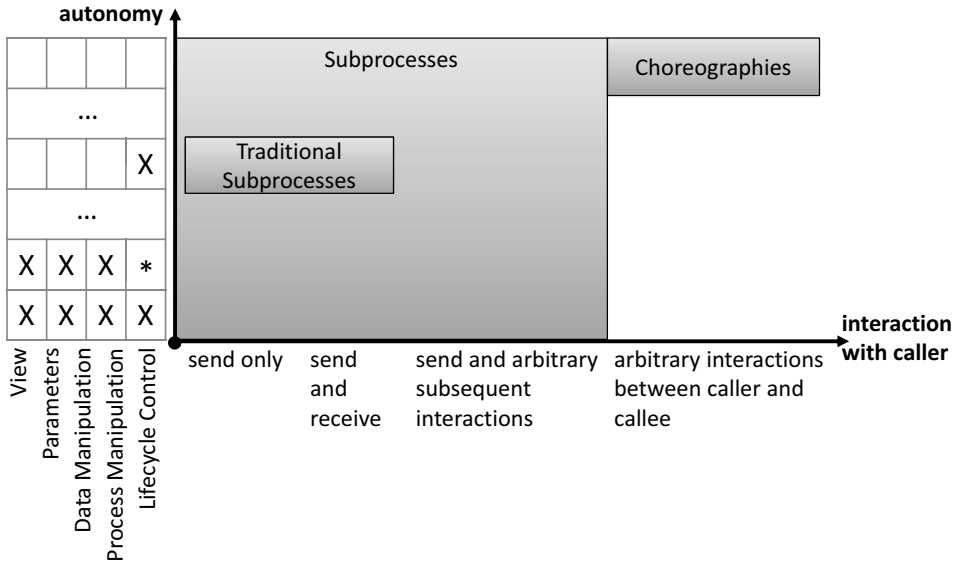 autonomy
Subprocesses
Choreographies
...
Traditional
Subprocesses
X
...
X X X *
X X X X
interaction
with caller
send only
send
and
receive
send and arbitrary
subsequent
interactions
arbitrary interactions
between caller and
callee
View
Parameters
Data Manipulation
Process Manipulation
Lifecycle Control